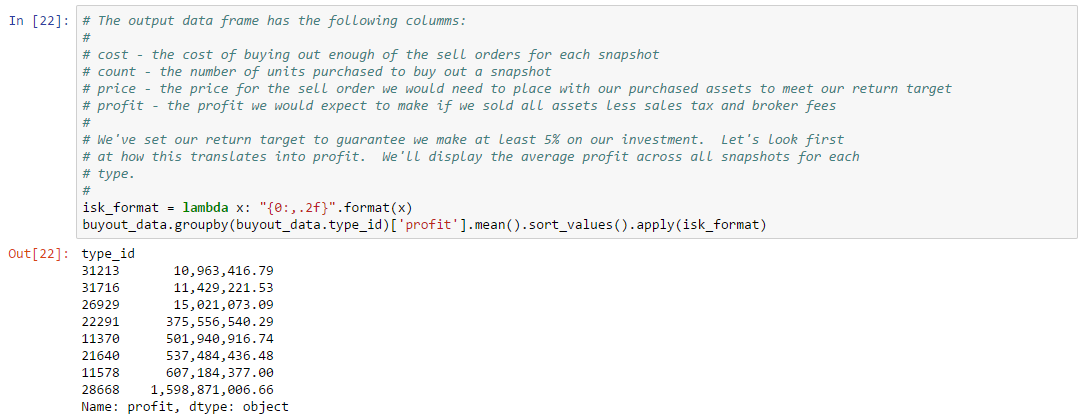 In [22]: # The output data frame has the following columms:
#
# cost - the cost of buying out enough of the sell orders for each snapshot
# count - the number of units purchased to buy out a snapshot
# price - the price for the sell order we would need to place with our purchased assets to meet our return target
# profit - the profit we would expect to make if we sold all assets less sales tax and broker fees
#
# We've set our return target to guarantee we make at least 5% on our investment.  Let's look first
# at how this translates into profit.  We'll display the average profit across all snapshots for each
# type.
#
isk_format = lambda x: "{0:,.2f}".format(x)
buyout_data.groupby(buyout_data.type_id)['profit'].mean().sort_values().apply(isk_format)
Out[22]: type_id
31213       10,963,416.79
31716       11,429,221.53
26929       15,021,073.09
22291      375,556,540.29
11370      501,940,916.74
21640      537,484,436.48
11578      607,184,377.00
28668    1,598,871,006.66
Name: profit, dtype: object